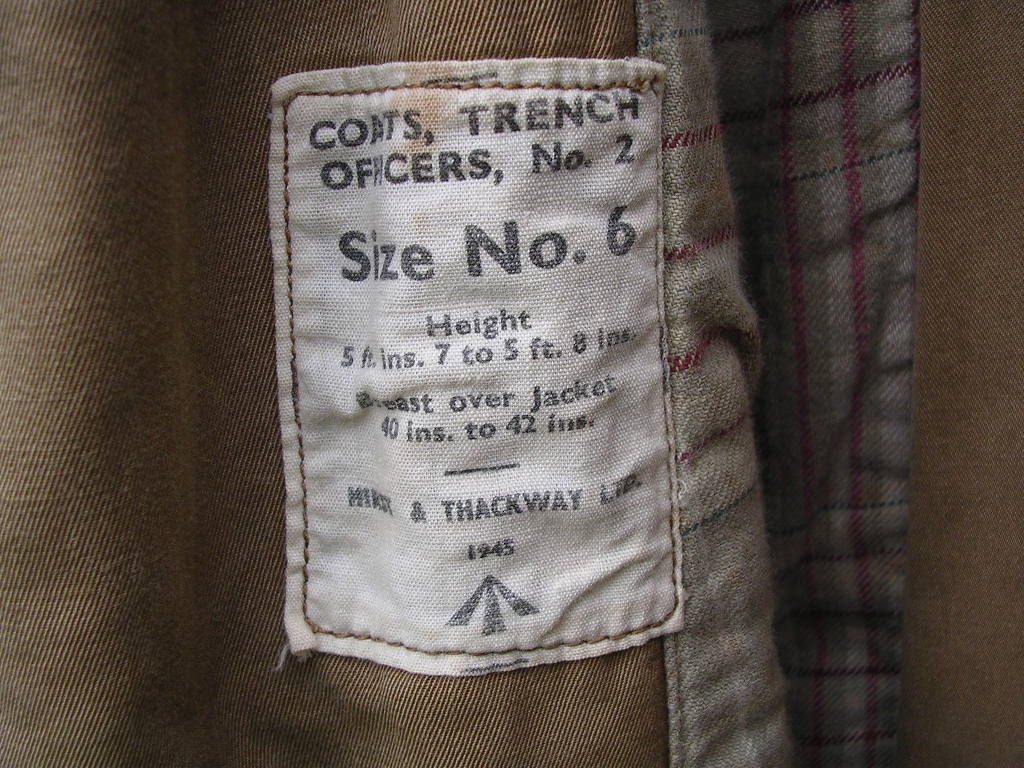 COATS, TRENCH
OFFICERS, No. 2
Size No. 6
Height
5 ft. ins. 7 to 5 ft. 8 ins.
Breast over Jacket
40 ins. to 42 ins.
& THACKWAY LTD.
1945